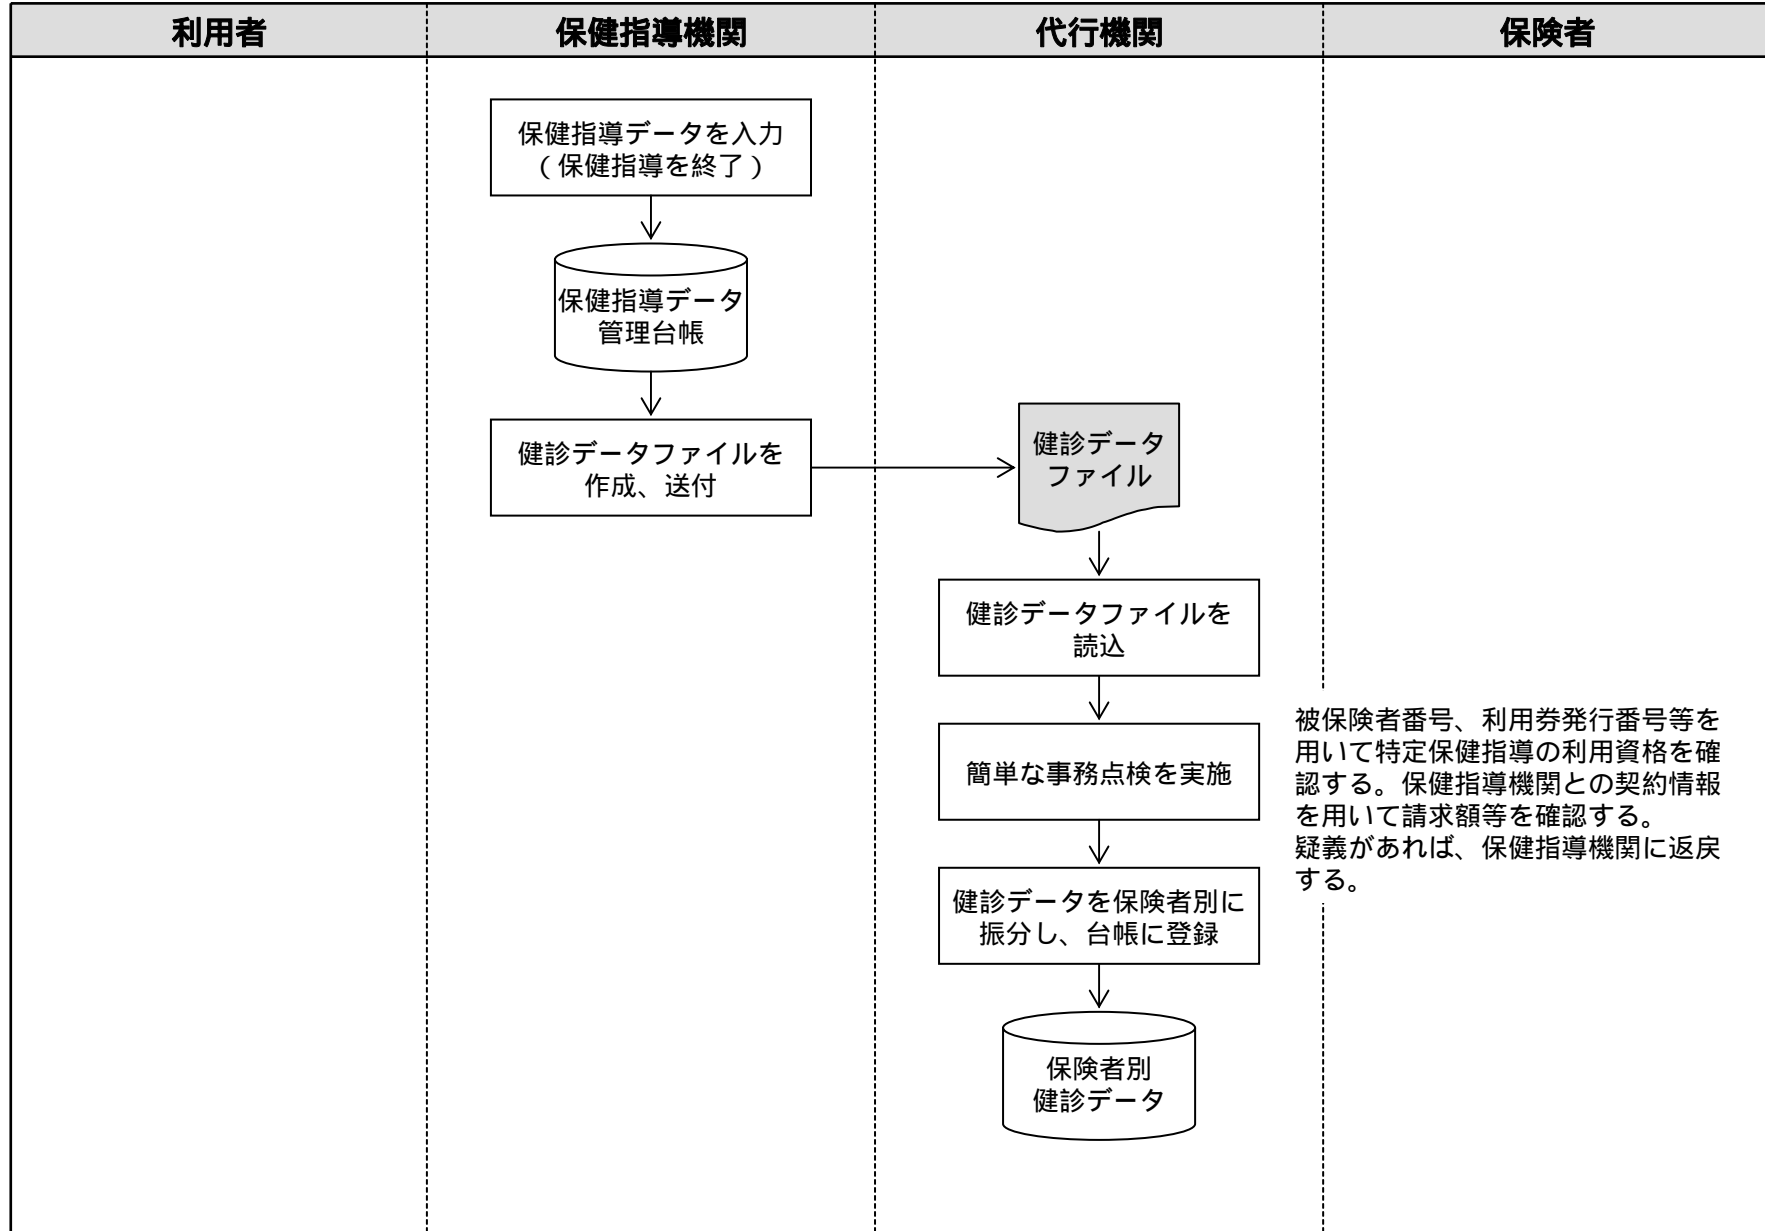 利用者
保健指導機関
代行機関
保険者
保健指導データを入力
（保健指導を終了）
保健指導データ
管理台帳
健診データファイルを
作成、送付
健診データ
ファイル
健診データファイルを
読込
簡単な事務点検を実施
被保険者番号、利用券発行番号等を
用いて特定保健指導の利用資格を確
認する。保健指導機関との契約情報
を用いて請求額等を確認する。
疑義があれば、保健指導機関に返戻
する。
健診データを保険者別に
振分し、台帳に登録
保険者別
健診データ